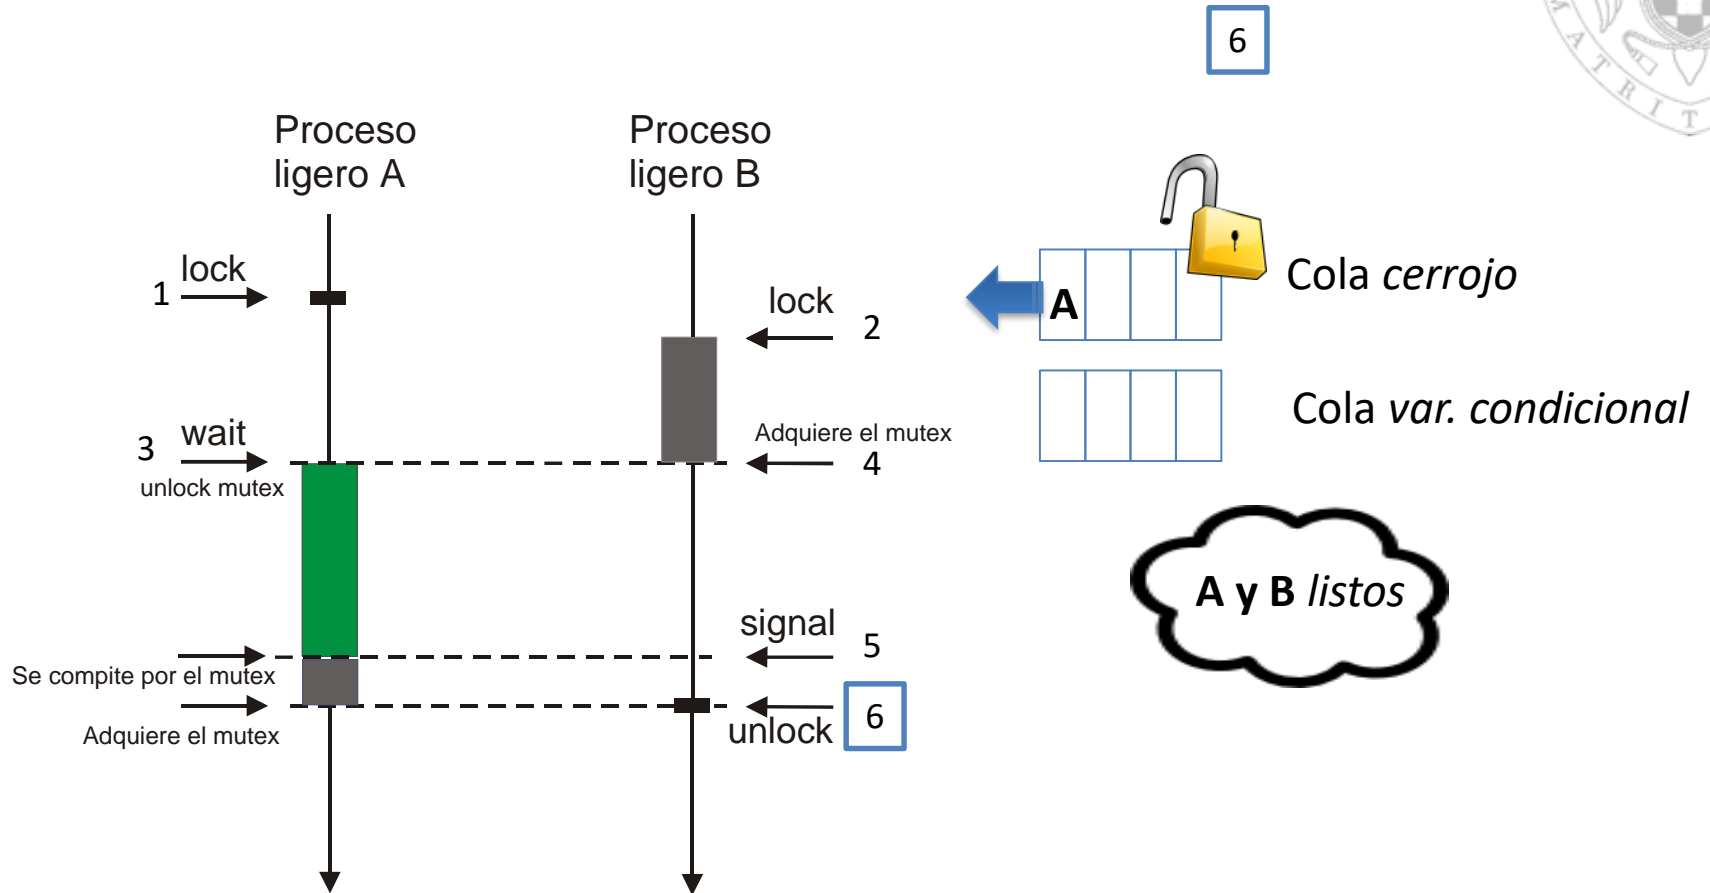 6
MATRIT
Proceso
ligero A
Proceso
ligero B
lock
1
lock
2
A
Cola cerrojo
wait
3
unlock mutex
Adquiere el mutex
4
Cola var. condicional
A y B listos
signal
5
Se compite por el mutex
Adquiere el mutex
unlock
6